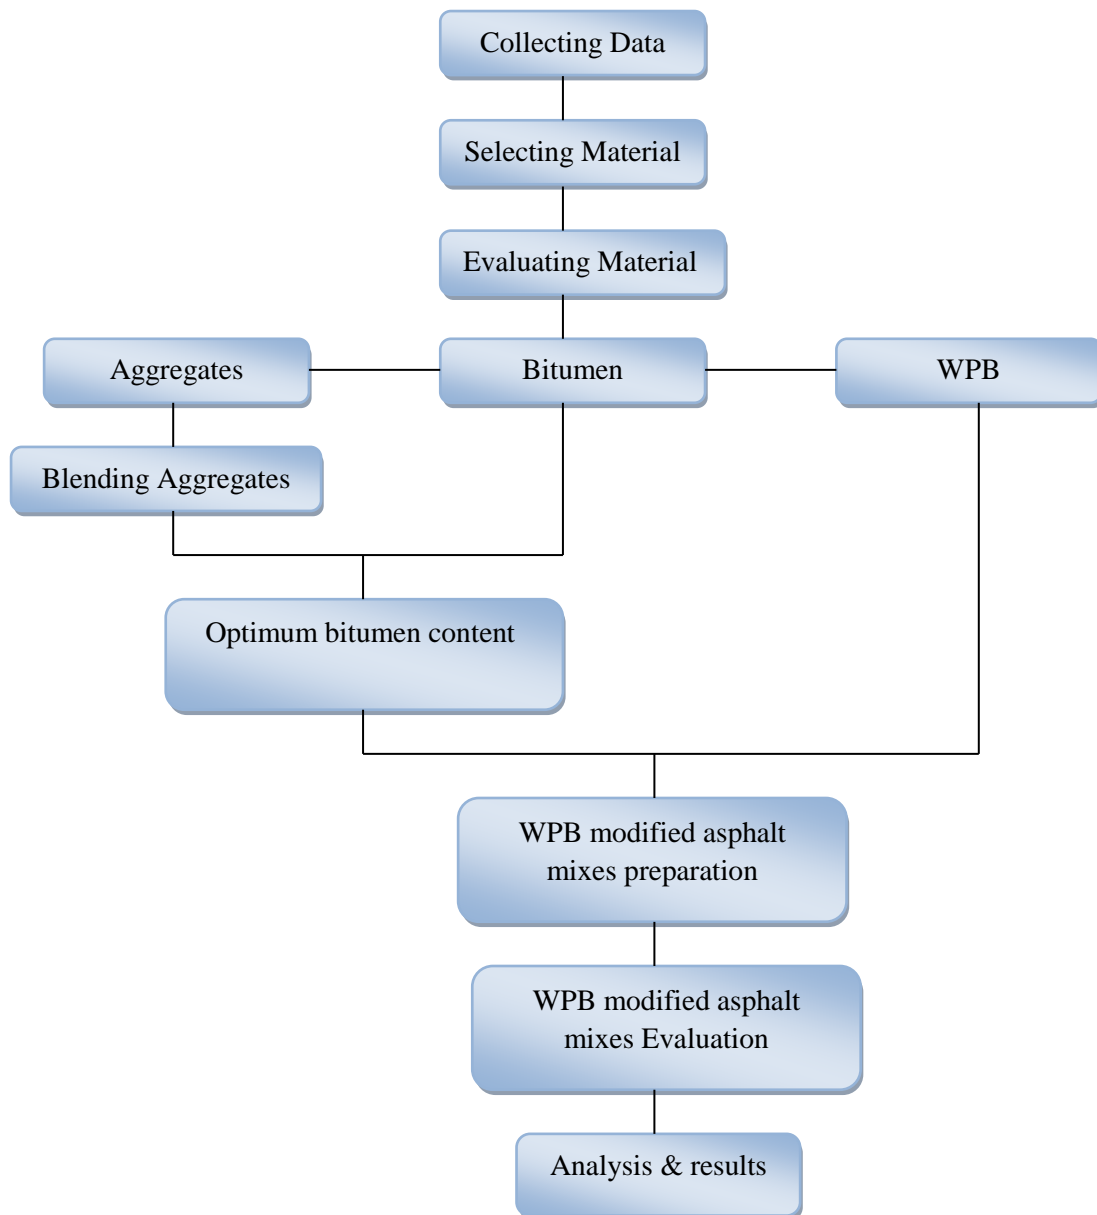 Collecting Data
Selecting Material
Evaluating Material
Aggregates
Bitumen
WPB
Blending Aggregates
Optimum bitumen content
WPB modified asphalt
mixes preparation
WPB modified asphalt
mixes Evaluation
Analysis & results